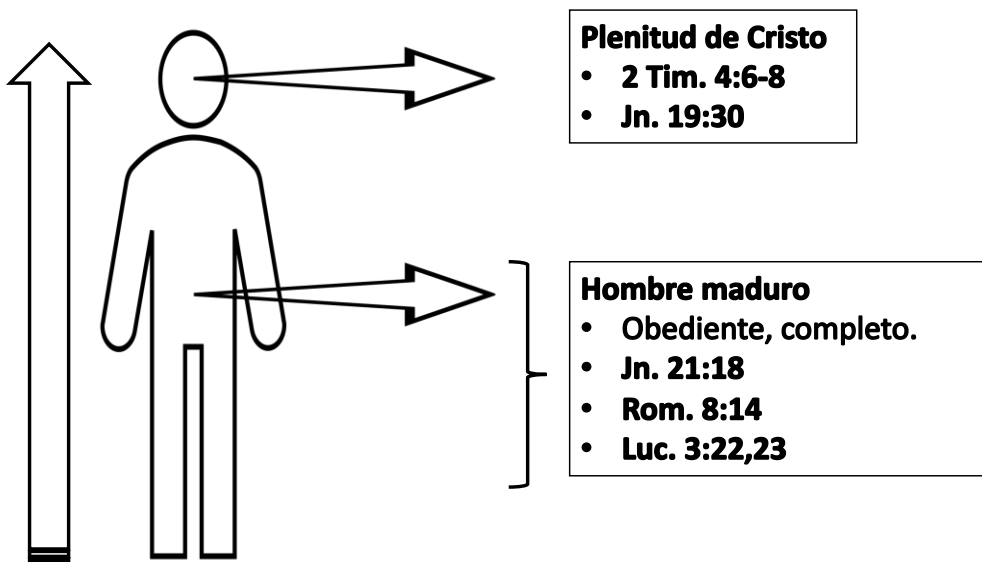 Plenitud de Cristo
• 2 Tim. 4:6-8
• Jn. 19:30
Hombre maduro
• Obediente, completo.
• Jn. 21:18
• Rom. 8:14
• Luc. 3:22,23